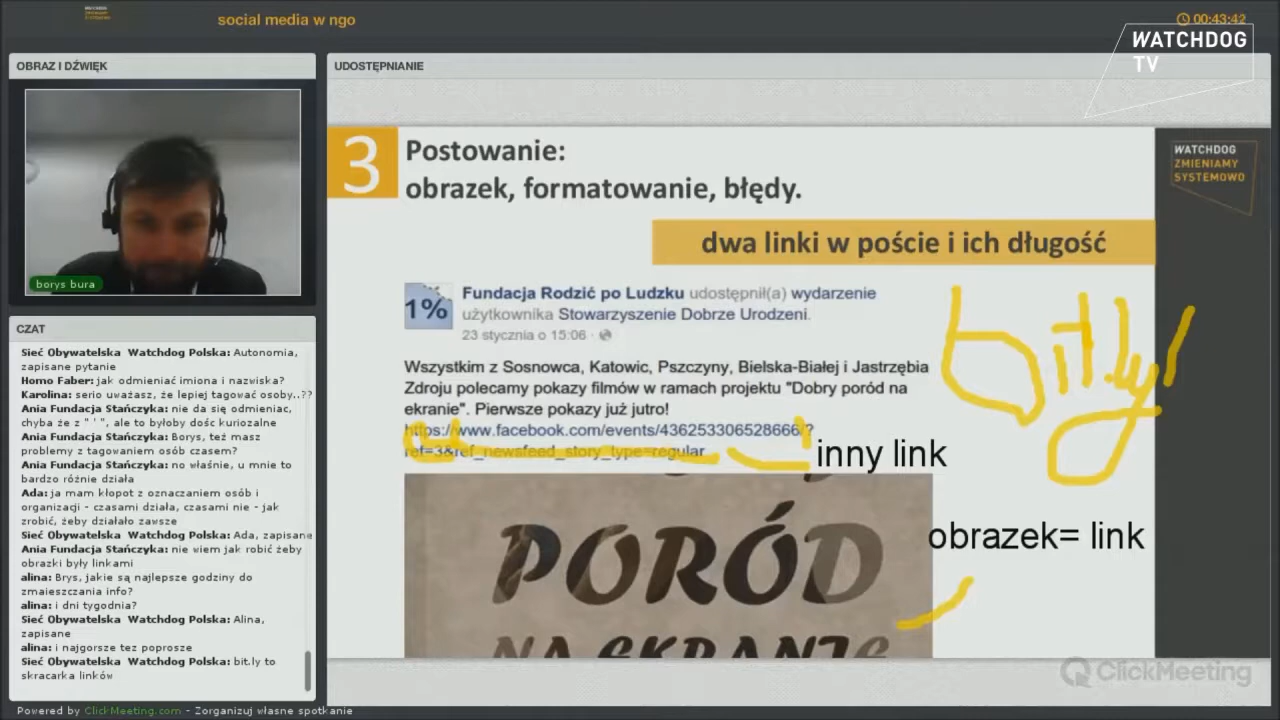 WATCHDOG
ZMIENIAMY
SYSTEMOWO
social media w ngo
00:43:42
WATCHDOG
TV
OBRAZ I DŹWIĘK
borys bura
CZAT
Sieć Obywatelska Watchdog Polska: Autonomia,
zapisane pytanie
Homo Faber: jak odmieniać imiona i nazwiska?
Karolina: serio uważasz, że lepiej tagować osoby..??
Ania Fundacja Stańczyka: nie da się odmieniac,
chyba że z " ' ", ale to byłoby dośc kuriozalne
Ania Fundacja Stańczyka: Borys, też masz
problemy z tagowaniem osób czasem?
Ania Fundacja Stańczyka: no właśnie, u mnie to
bardzo różnie działa
Ada: ja mam kłopot z oznaczaniem osób i
organizacji - czasami działa, czasami nie - jak
zrobić, żeby działało zawsze
Sieć Obywatelska Watchdog Polska: Ada, zapisane
Ania Fundacja Stańczyka: nie wiem jak robić żeby
obrazki były linkami
alina: Brys, jakie są najlepsze godziny do
zmaieszczania info?
alina: i dni tygodnia?
Sieć Obywatelska Watchdog Polska: Alina,
zapisane
alina: i najgorsze tez poprosze
Sieć Obywatelska Watchdog Polska: bit.ly to
skracarka linków
Powered by ClickMeeting.com - Zorganizuj własne spotkanie
UDOSTĘPNIANIE
3
Postowanie:
obrazek, formatowanie, błędy.
dwa linki w poście i ich długość
1%
Fundacja Rodzić po Ludzku udostępnił(a) wydarzenie
użytkownika Stowarzyszenie Dobrze Urodzeni.
23 stycznia o 15:06
Wszystkim z Sosnowca, Katowic, Pszczyny, Bielska-Białej i Jastrzębia
Zdroju polecamy pokazy filmów w ramach projektu "Dobry poród na
ekranie". Pierwsze pokazy już jutro!
https://www.facebook.com/events/436253306528666/?
ref=3&ref_newsfeed_story_type=regular
inny link
bit.ly/
obrazek= link
PORÓD
NA EKRANIE
WATCHDOG
ZMIENIAMY
SYSTEMOWO
ClickMeeting